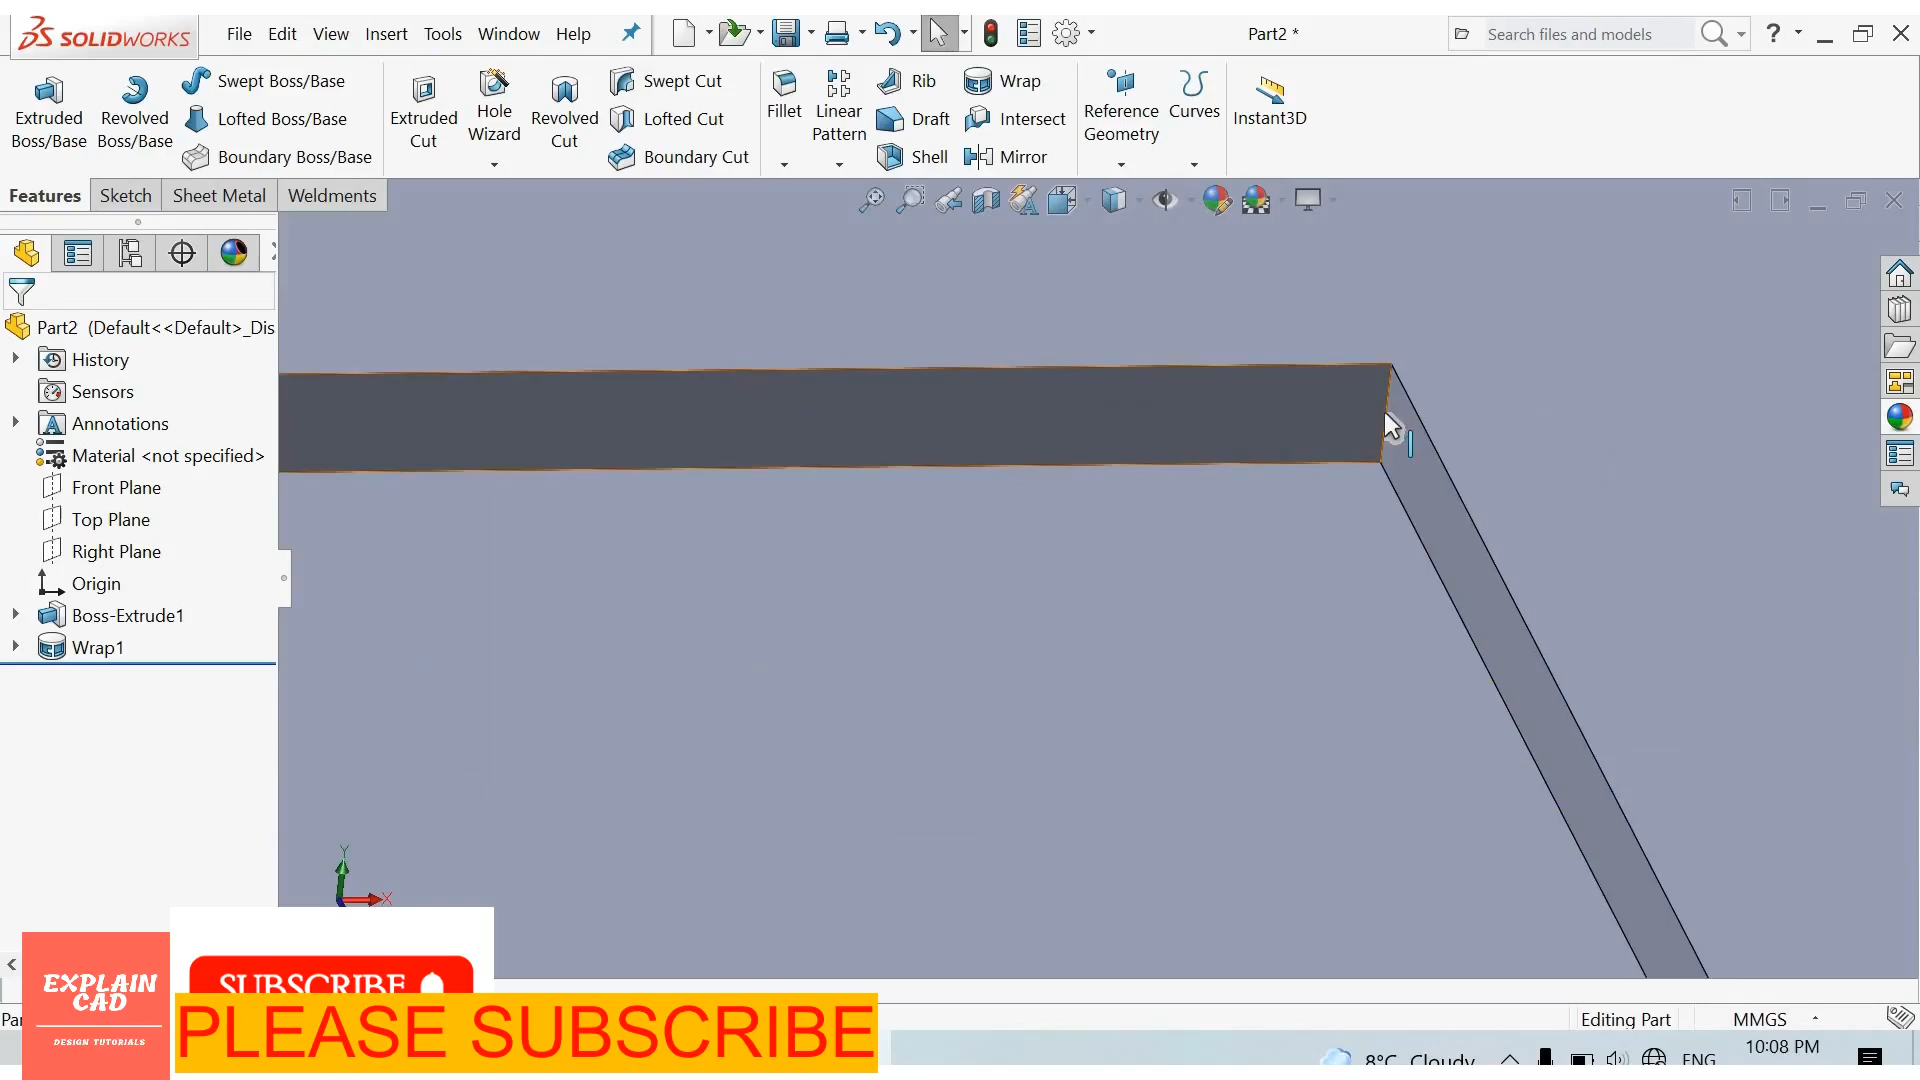 SOLIDWORKS File Edit View Insert Tools Window Help Part2 * Search files and models ?
Extruded Boss/Base Revolved Boss/Base Swept Boss/Base Lofted Boss/Base Boundary Boss/Base
Extruded Cut Hole Wizard Revolved Cut Swept Cut Lofted Cut Boundary Cut
Fillet Linear Pattern Rib Draft Shell Wrap Intersect Mirror
Reference Geometry Curves Instant3D
Features Sketch Sheet Metal Weldments
Part2 (Default<<Default>_Dis
History
Sensors
Annotations
Material <not specified>
Front Plane
Top Plane
Right Plane
Origin
Boss-Extrude1
Wrap1
Y
X
EXPLAIN
CAD
DESIGN TUTORIALS
SUBSCRIBE
PLEASE SUBSCRIBE
Editing Part MMGS
8°C Cloudy ENG 10:08 PM